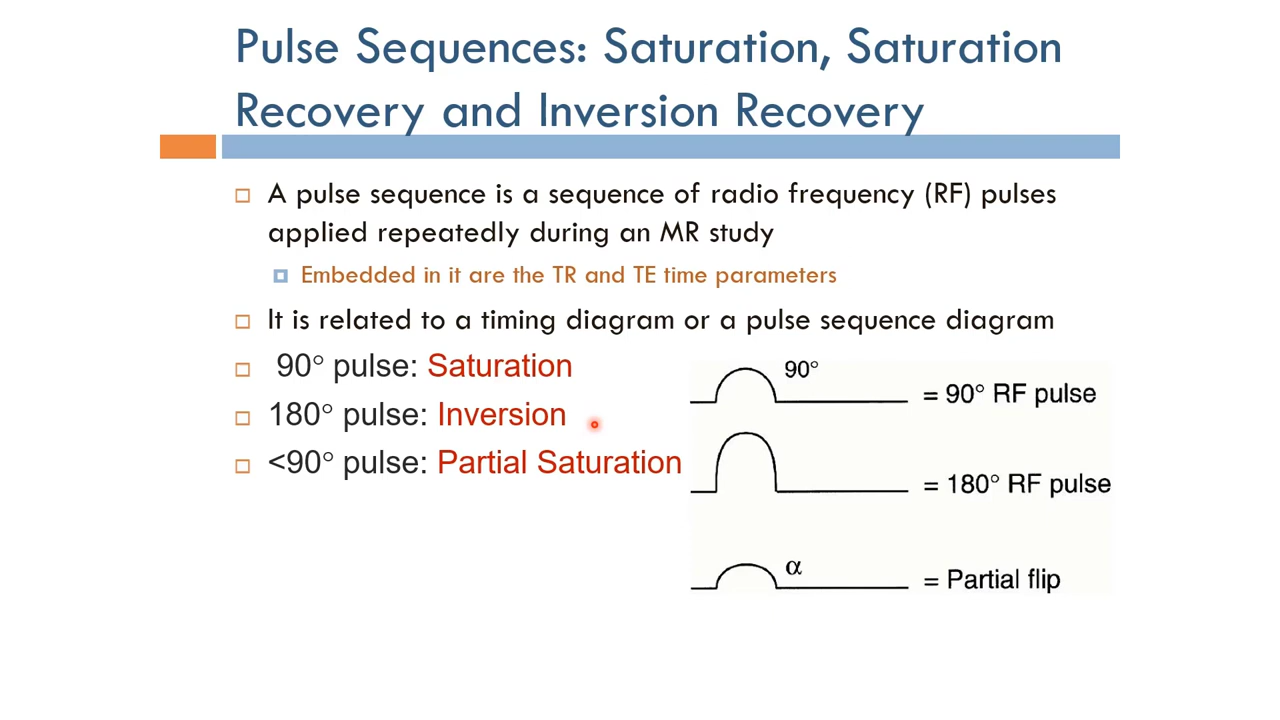 Pulse Sequences: Saturation, Saturation
Recovery and Inversion Recovery
A pulse sequence is a sequence of radio frequency (RF) pulses
applied repeatedly during an MR study
Embedded in it are the TR and TE time parameters
It is related to a timing diagram or a pulse sequence diagram
90° pulse: Saturation
180° pulse: Inversion
<90° pulse: Partial Saturation
90°
= 90° RF pulse
= 180° RF pulse
α
= Partial flip